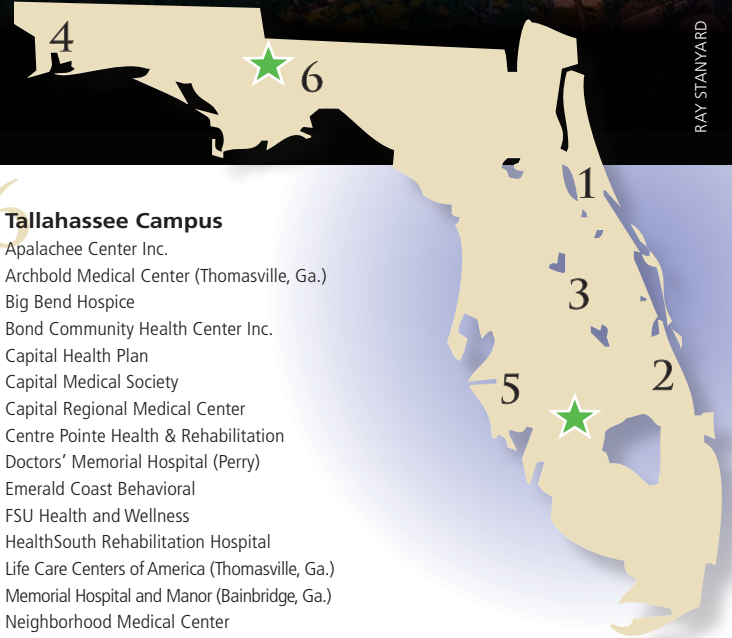 RAY STANYARD
4
6
1
3
2
5
6
Tallahassee Campus
Apalachee Center Inc.
Archbold Medical Center (Thomasville, Ga.)
Big Bend Hospice
Bond Community Health Center Inc.
Capital Health Plan
Capital Medical Society
Capital Regional Medical Center
Centre Pointe Health & Rehabilitation
Doctors’ Memorial Hospital (Perry)
Emerald Coast Behavioral
FSU Health and Wellness
HealthSouth Rehabilitation Hospital
Life Care Centers of America (Thomasville, Ga.)
Memorial Hospital and Manor (Bainbridge, Ga.)
Neighborhood Medical Center